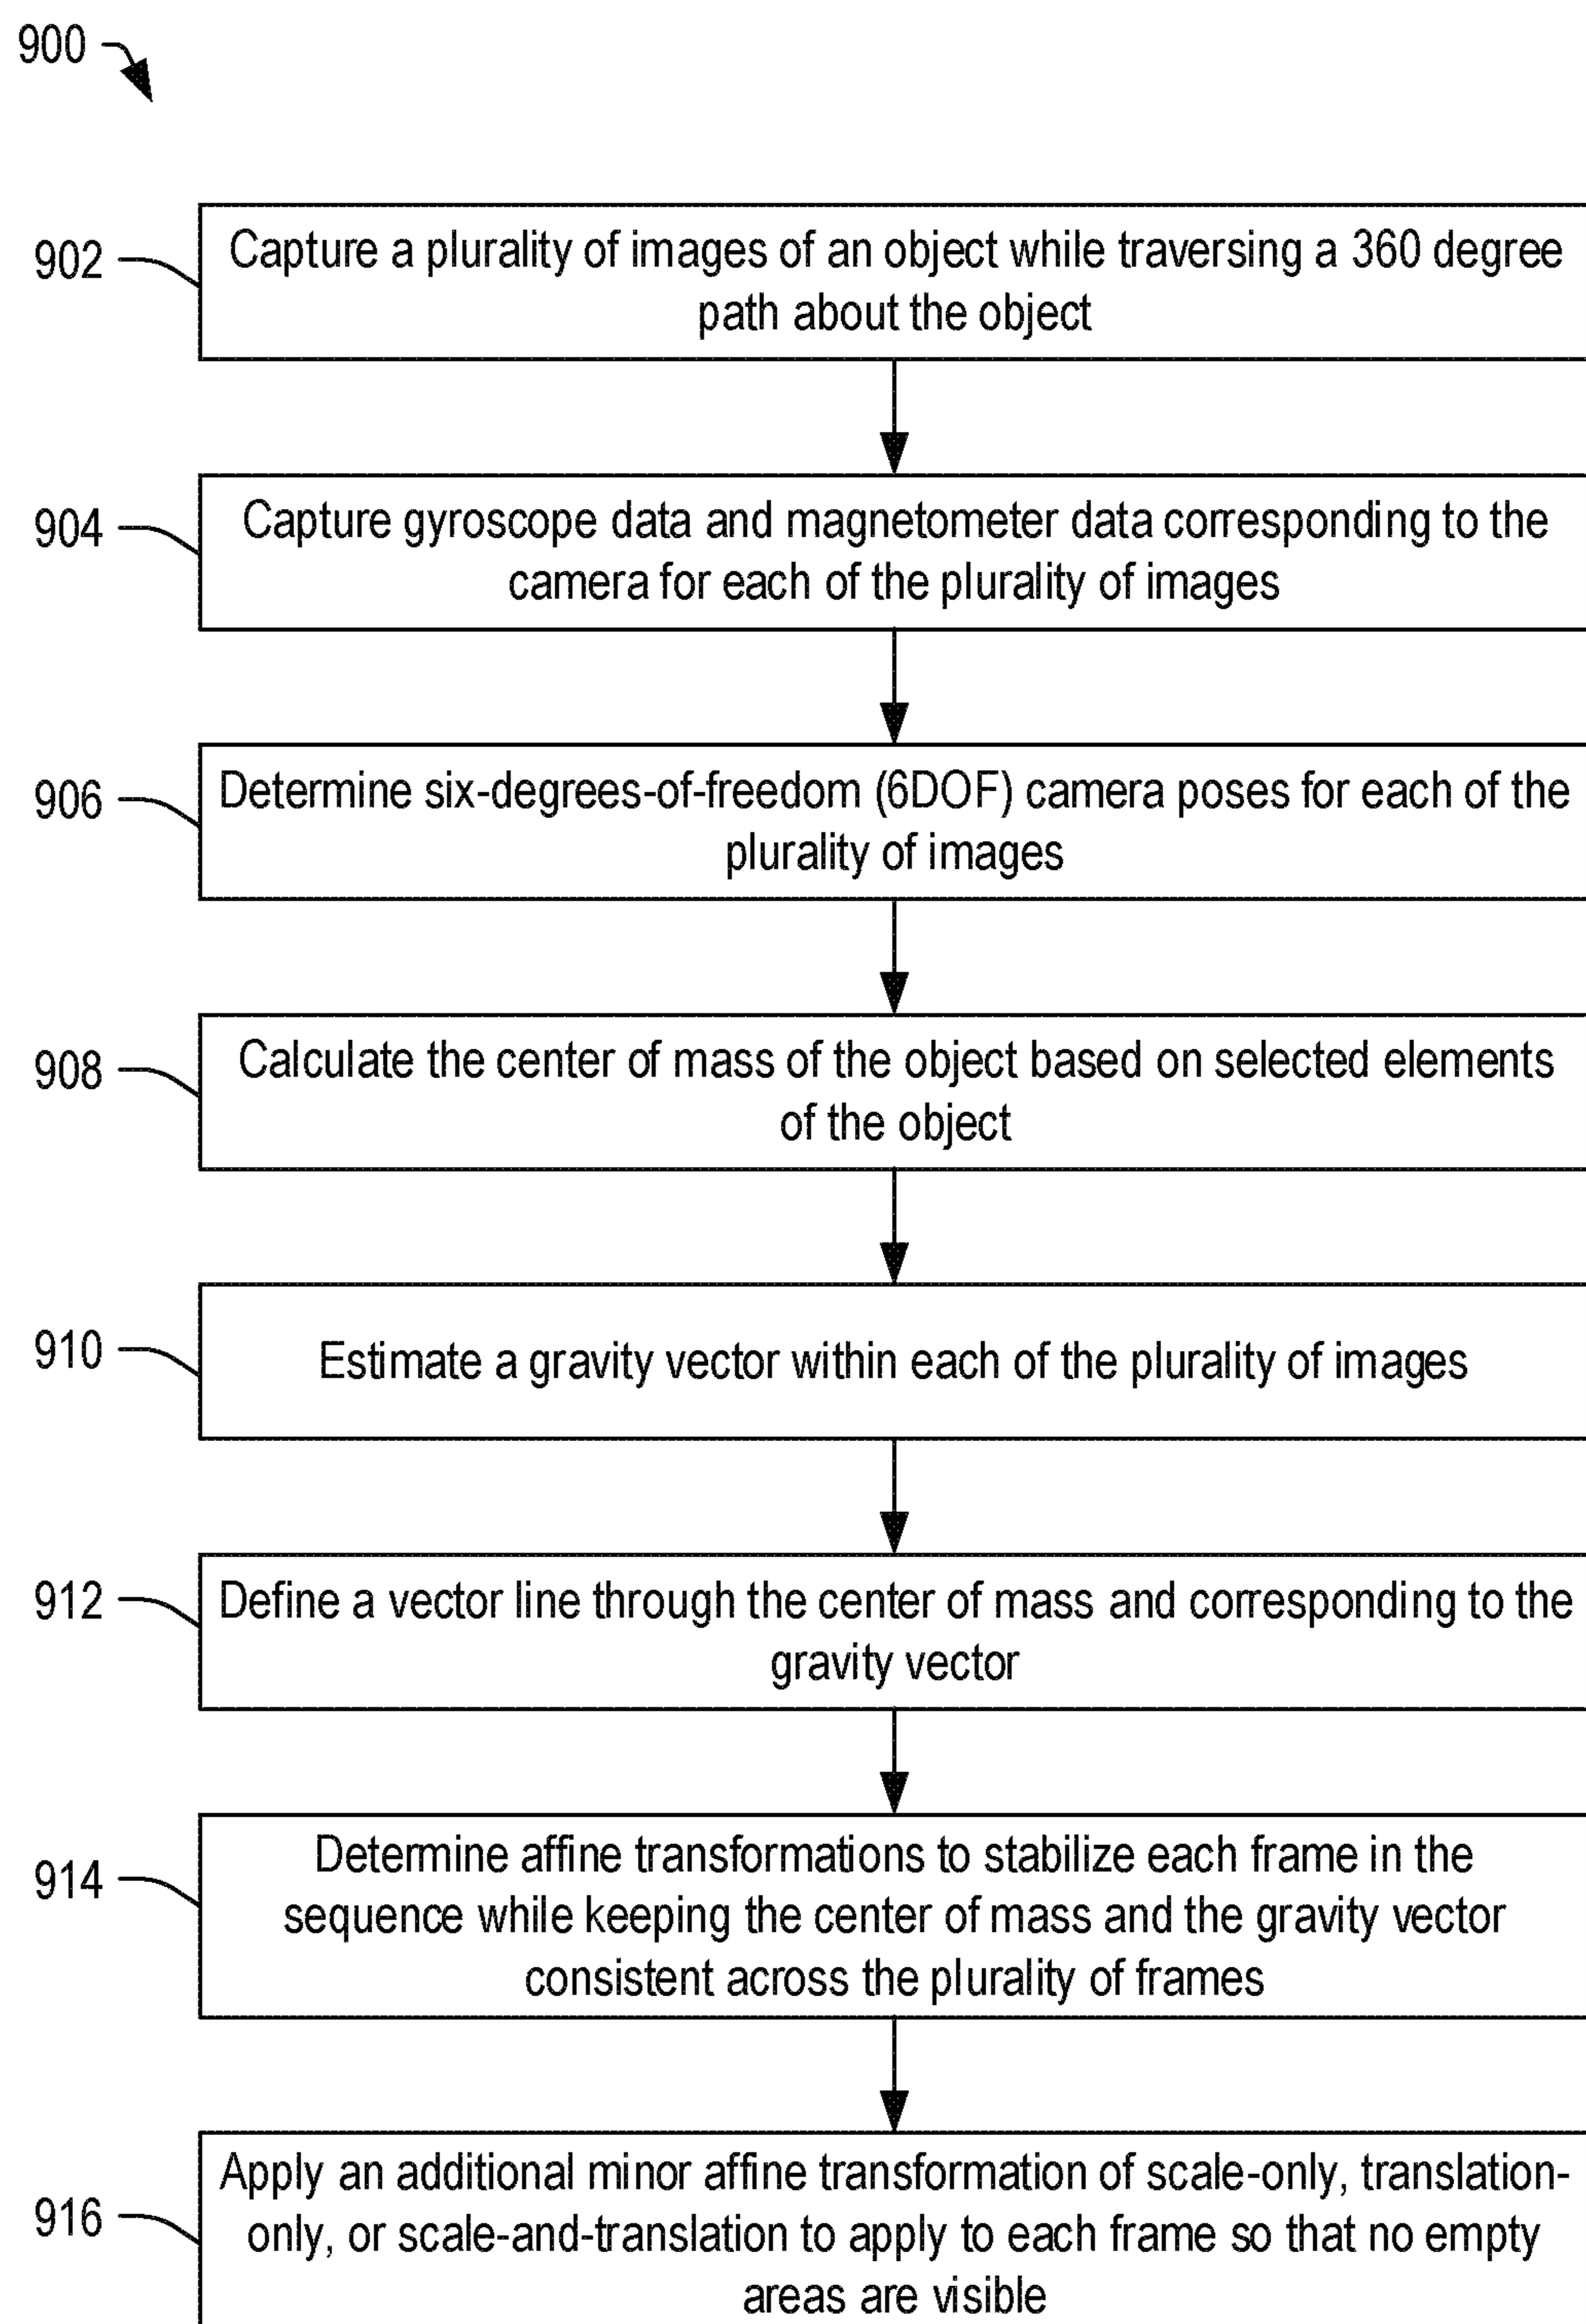 900
902
Capture a plurality of images of an object while traversing a 360 degree
path about the object
904
Capture gyroscope data and magnetometer data corresponding to the
camera for each of the plurality of images
906
Determine six-degrees-of-freedom (6DOF) camera poses for each of the
plurality of images
908
Calculate the center of mass of the object based on selected elements
of the object
910
Estimate a gravity vector within each of the plurality of images
912
Define a vector line through the center of mass and corresponding to the
gravity vector
914
Determine affine transformations to stabilize each frame in the
sequence while keeping the center of mass and the gravity vector
consistent across the plurality of frames
916
Apply an additional minor affine transformation of scale-only, translation-
only, or scale-and-translation to apply to each frame so that no empty
areas are visible